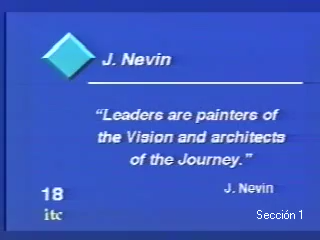 J. Nevin
“Leaders are painters of
the Vision and architects
of the Journey.”
J. Nevin
18
itc
Sección 1